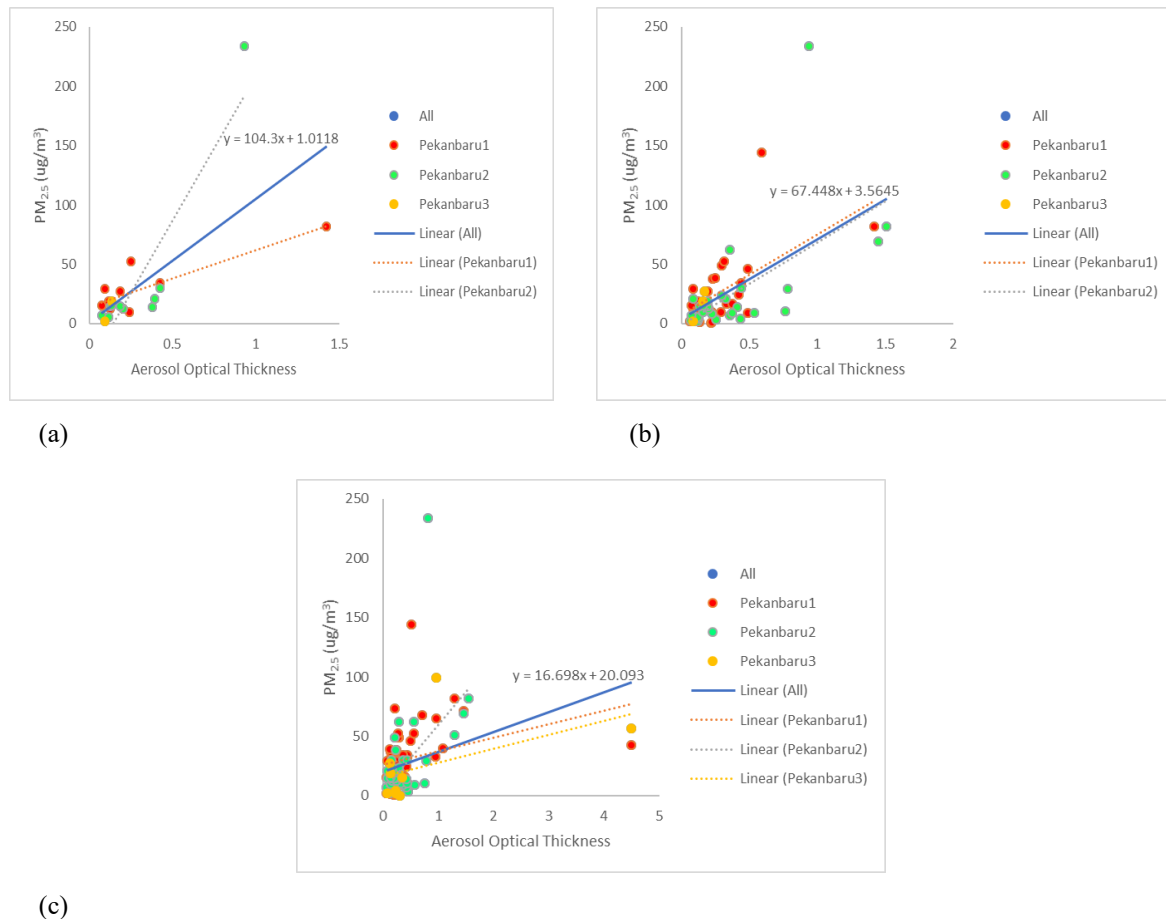 250
200
150
100
50
0
PM2.5 (ug/m³)
y = 104.3x + 1.0118
0
0.5
1
1.5
Aerosol Optical Thickness
All
Pekanbaru1
Pekanbaru2
Pekanbaru3
Linear (All)
Linear (Pekanbaru1)
Linear (Pekanbaru2)
(a)
250
200
150
100
50
0
PM2.5 (ug/m³)
y = 67.448x + 3.5645
0
0.5
1
1.5
2
Aerosol Optical Thickness
All
Pekanbaru1
Pekanbaru2
Pekanbaru3
Linear (All)
Linear (Pekanbaru1)
Linear (Pekanbaru2)
(b)
250
200
150
100
50
0
PM2.5 (ug/m³)
y = 16.698x + 20.093
0
1
2
3
4
5
Aerosol Optical Thickness
All
Pekanbaru1
Pekanbaru2
Pekanbaru3
Linear (All)
Linear (Pekanbaru1)
Linear (Pekanbaru2)
Linear (Pekanbaru3)
(c)